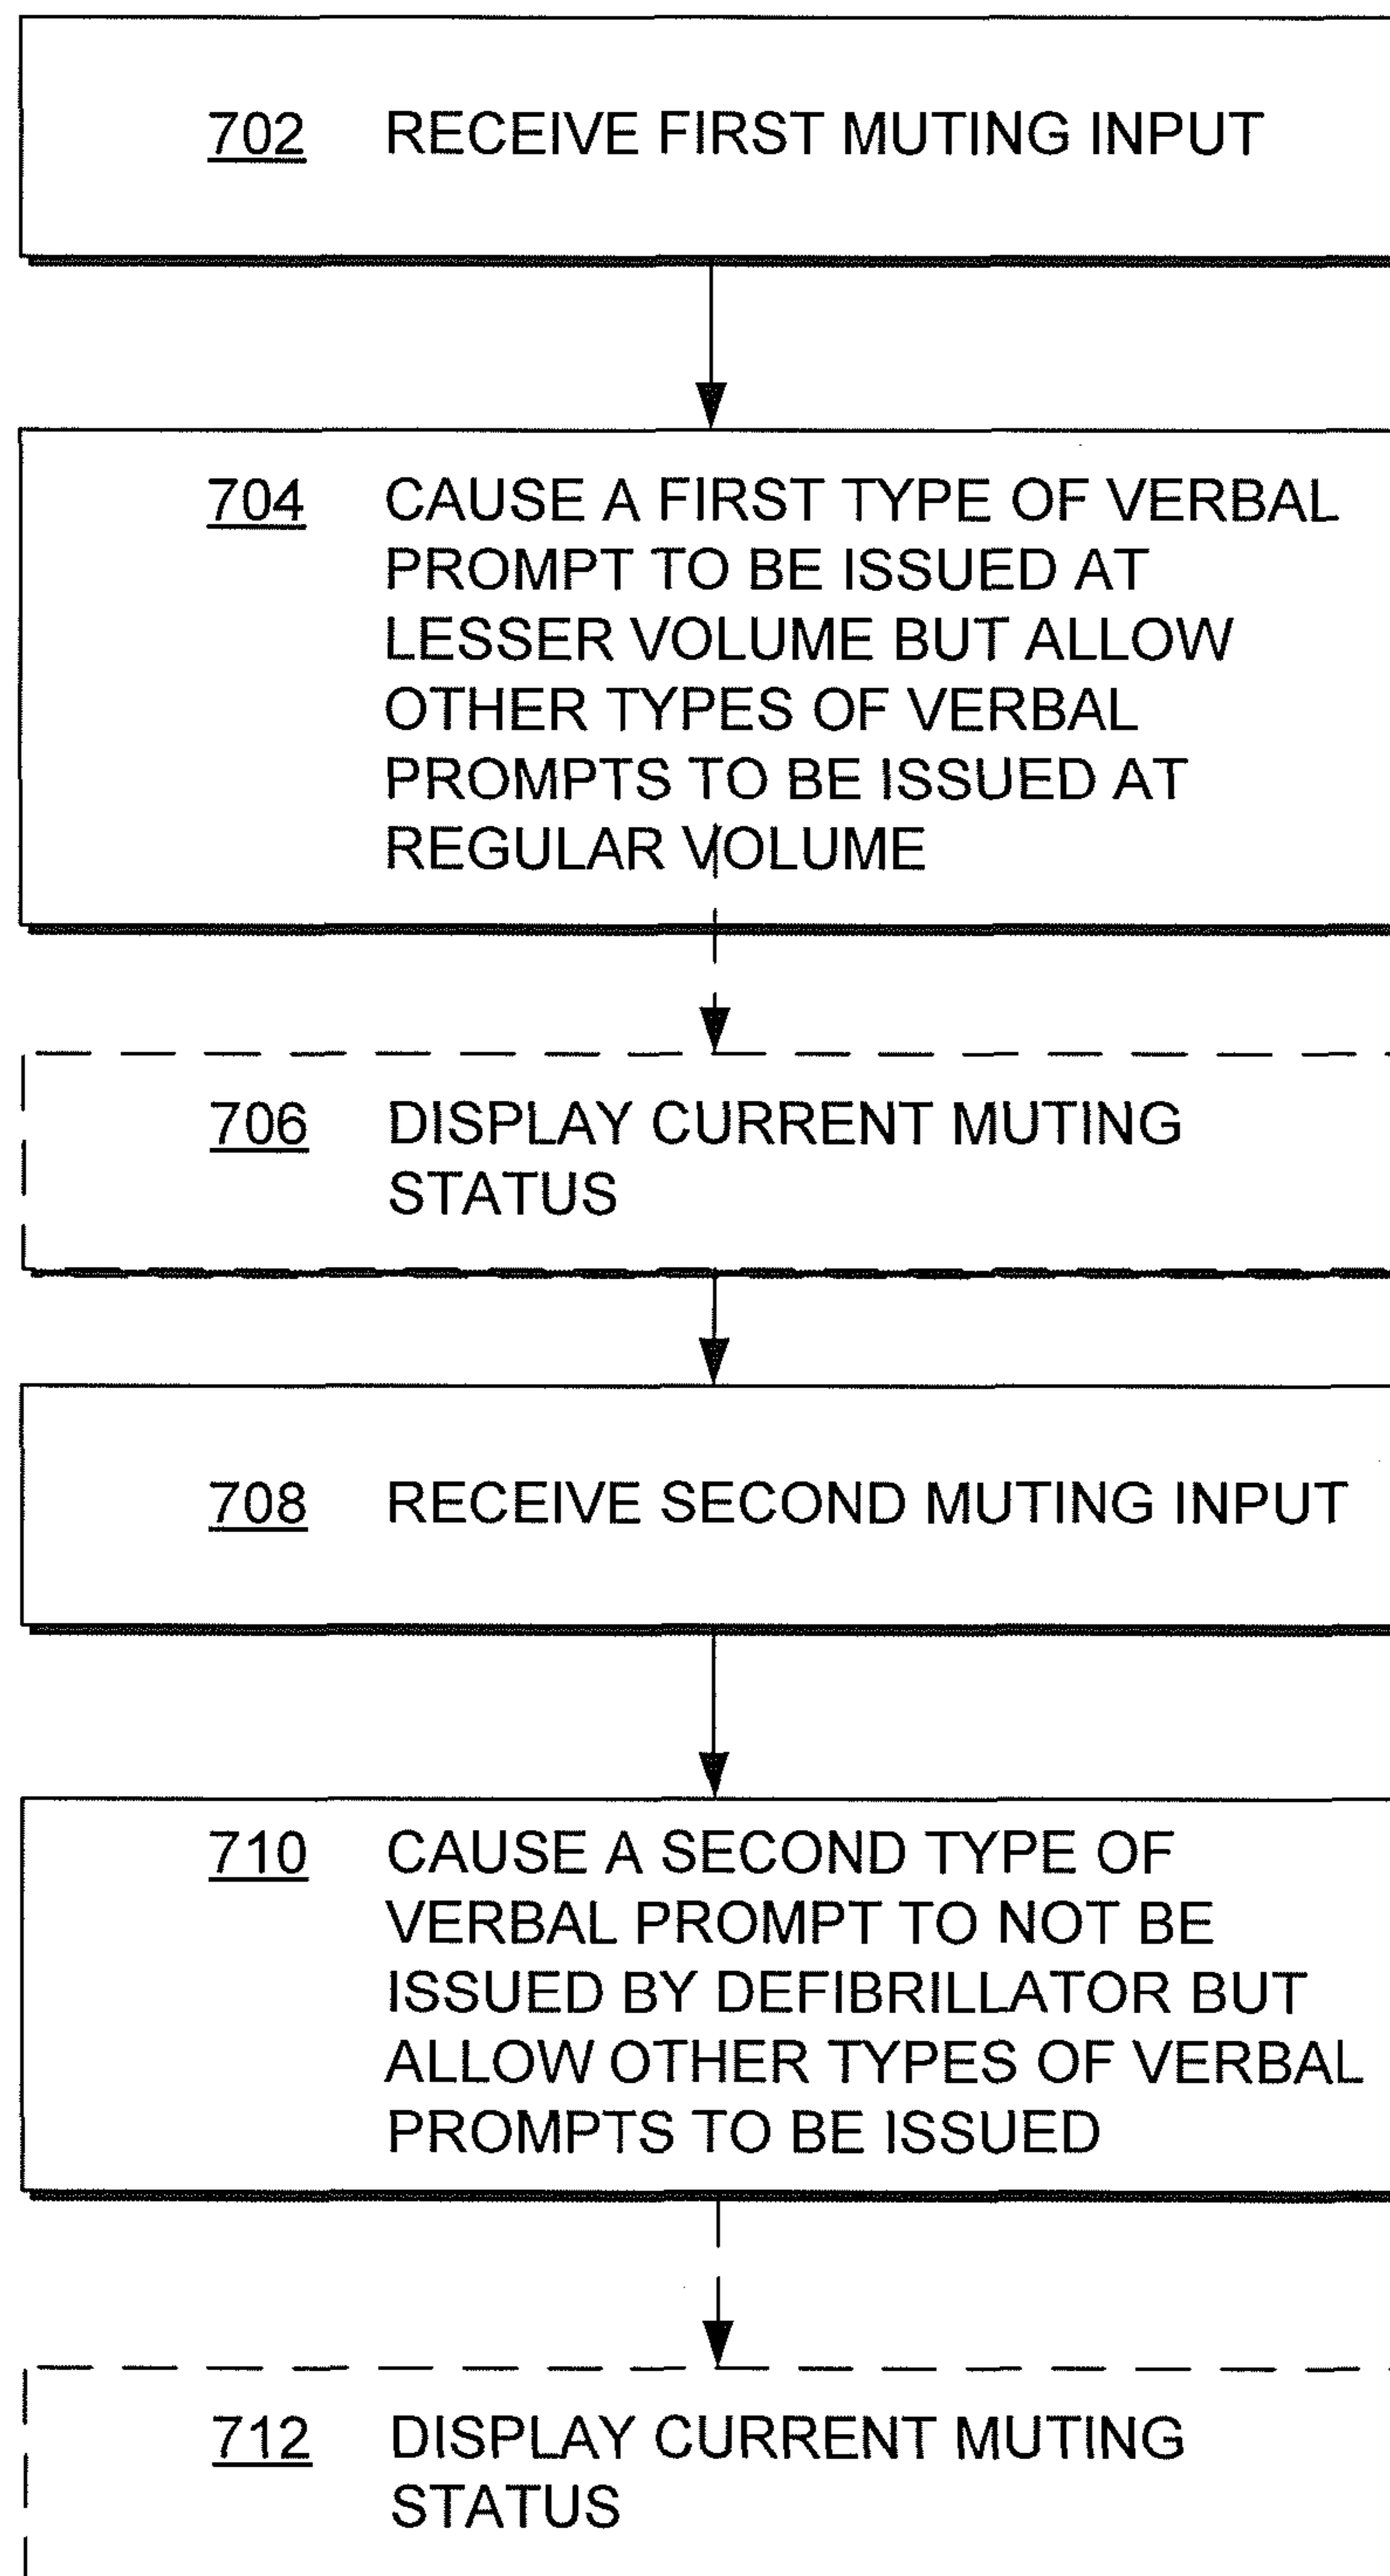 702 RECEIVE FIRST MUTING INPUT
704 CAUSE A FIRST TYPE OF VERBAL
PROMPT TO BE ISSUED AT
LESSER VOLUME BUT ALLOW
OTHER TYPES OF VERBAL
PROMPTS TO BE ISSUED AT
REGULAR VOLUME
706 DISPLAY CURRENT MUTING
STATUS
708 RECEIVE SECOND MUTING INPUT
710 CAUSE A SECOND TYPE OF
VERBAL PROMPT TO NOT BE
ISSUED BY DEFIBRILLATOR BUT
ALLOW OTHER TYPES OF VERBAL
PROMPTS TO BE ISSUED
712 DISPLAY CURRENT MUTING
STATUS